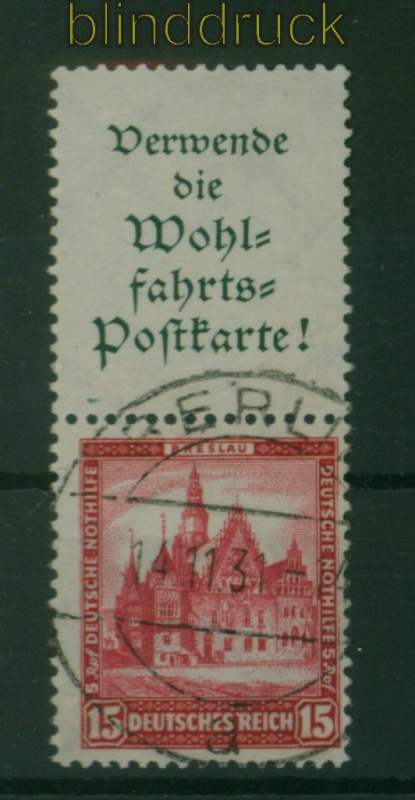 blinddruck
Verwende
die
Wohl=
fahrts=
Postkarte!
BERLI
BRESLAU
5 Rpf DEUTSCHE NOTHILFE
DEUTSCHE NOTHILFE 5 Rpf
14.11.31.-
15 DEUTSCHES REICH 15
a